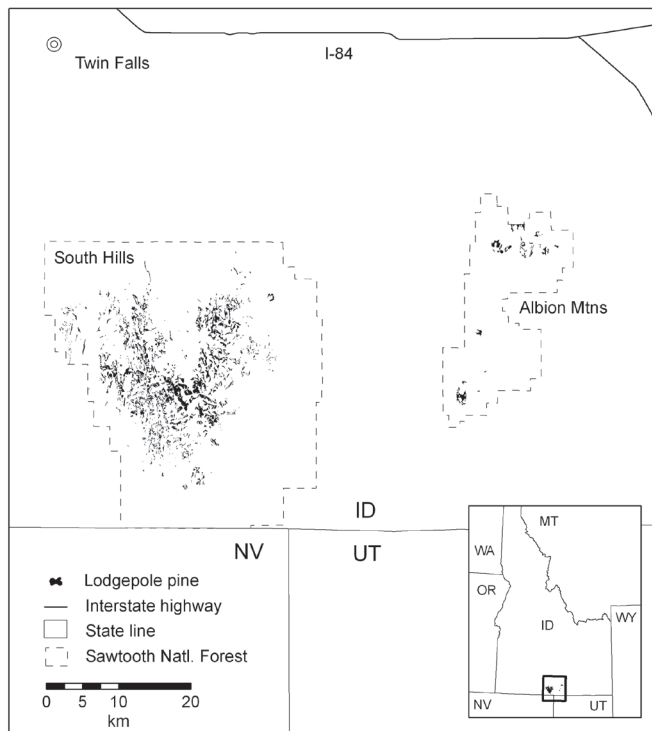 I-84
Twin Falls
South Hills
Albion Mtns
ID
NV
UT
Lodgepole pine
Interstate highway
State line
Sawtooth Natl. Forest
0 10 20
km
MT
WA
OR
ID
WY
NV
UT